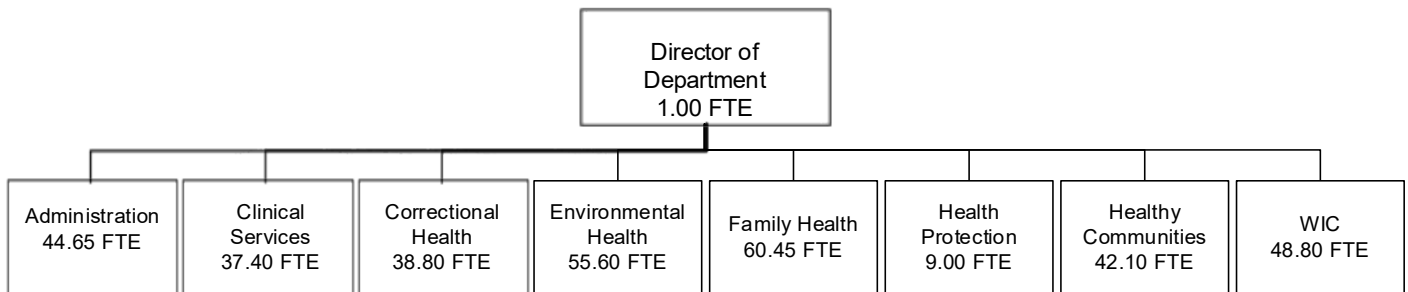 Director of
Department
1.00 FTE
Administration
44.65 FTE
Clinical
Services
37.40 FTE
Correctional
Health
38.80 FTE
Environmental
Health
55.60 FTE
Family Health
60.45 FTE
Health
Protection
9.00 FTE
Healthy
Communities
42.10 FTE
WIC
48.80 FTE